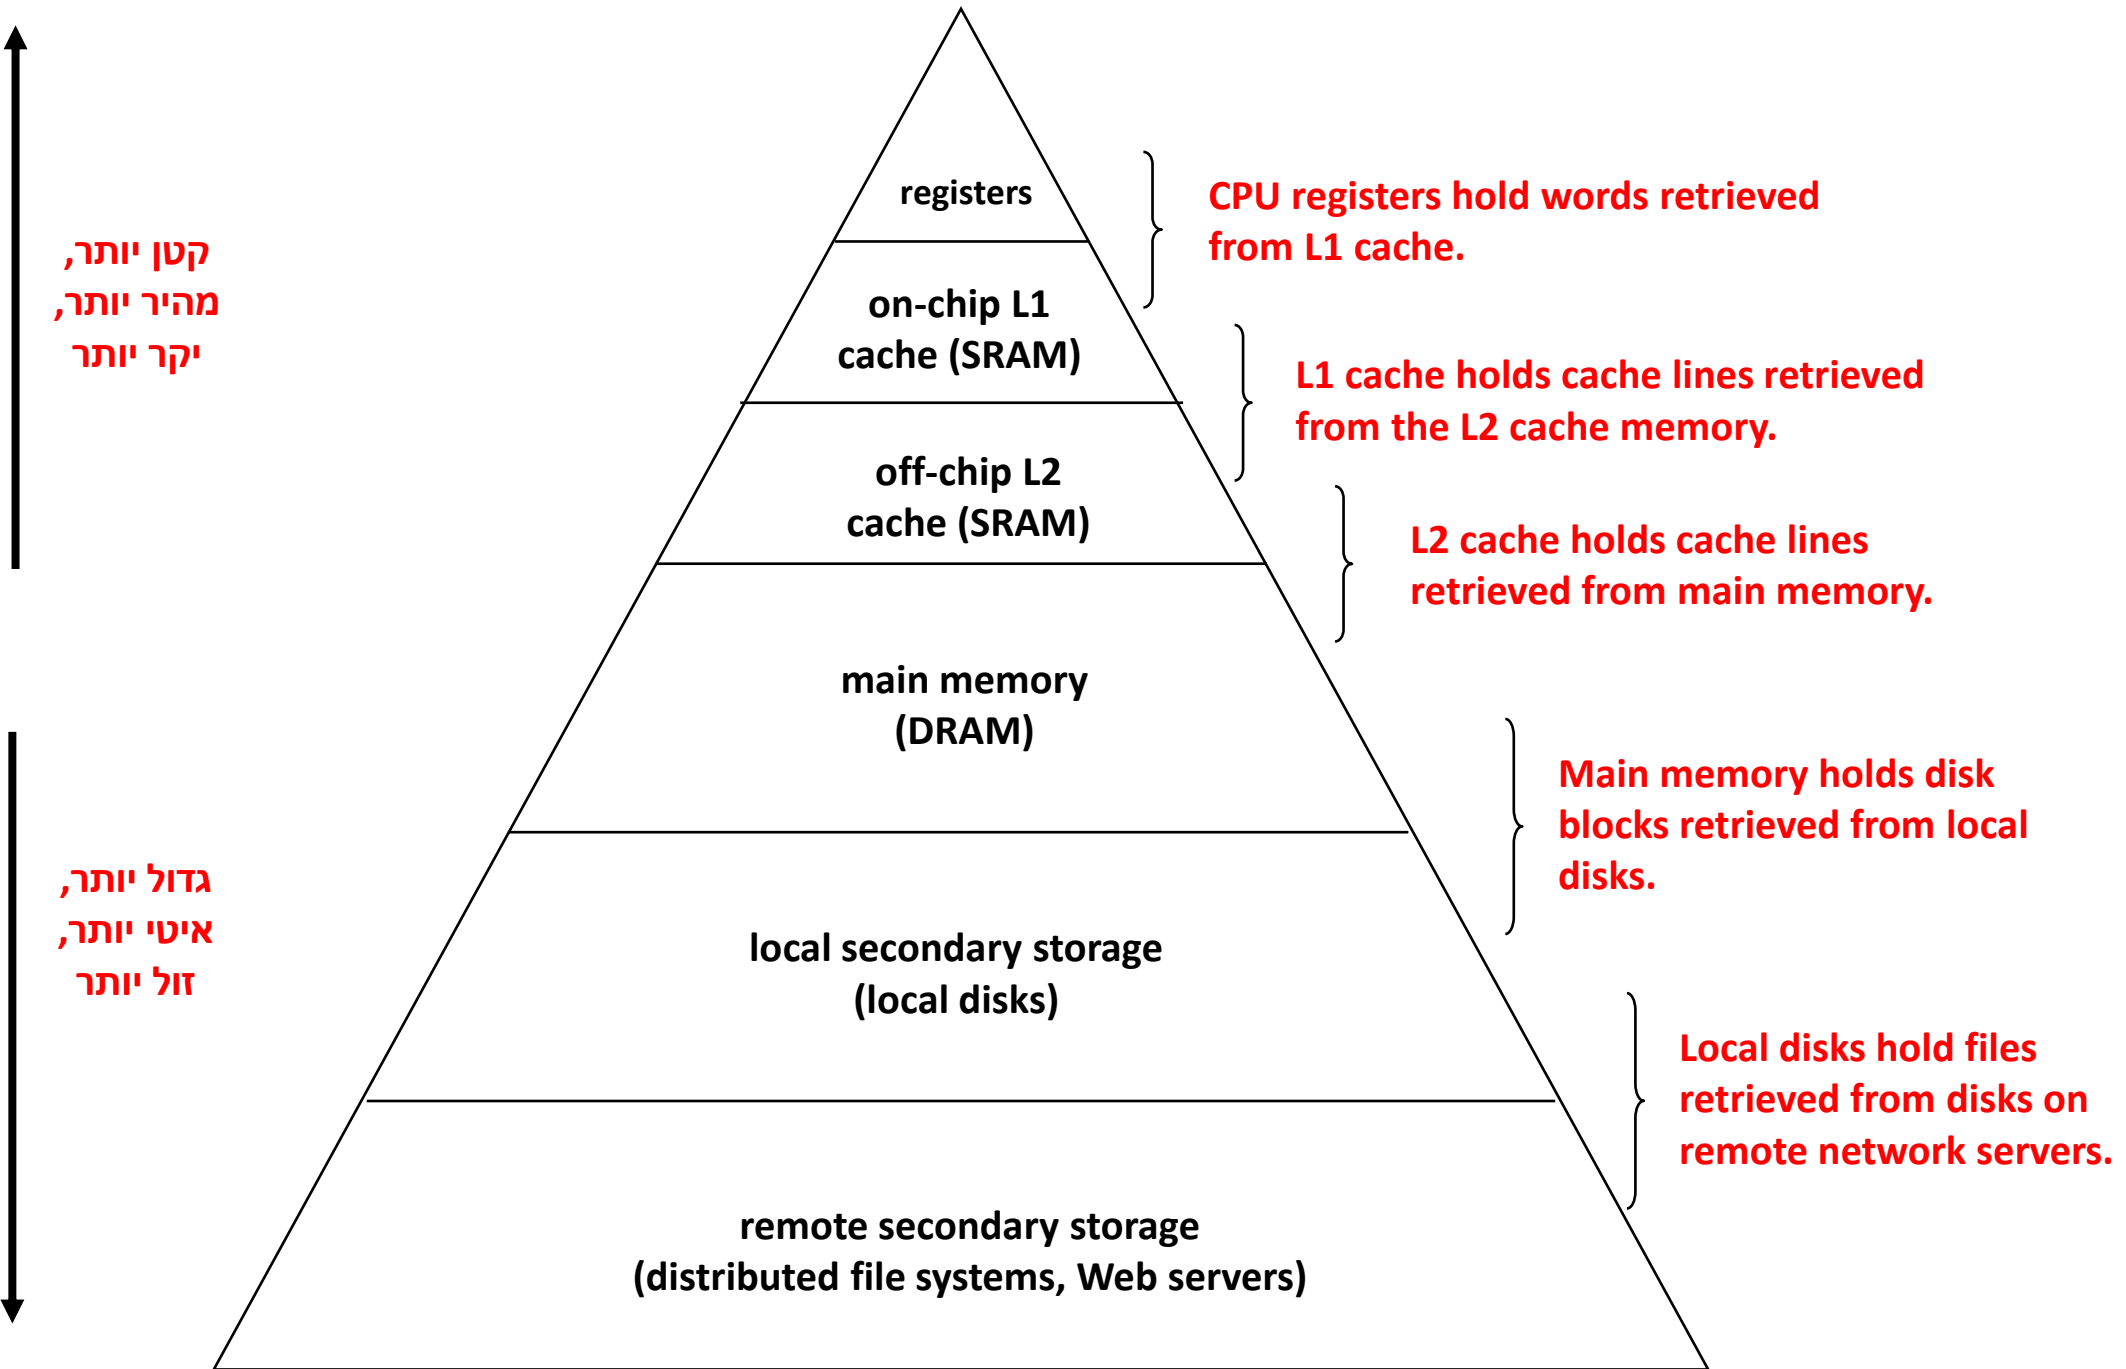 registers
CPU registers hold words retrieved
from L1 cache.
קטן יותר,
מהיר יותר,
יקר יותר
on-chip L1
cache (SRAM)
L1 cache holds cache lines retrieved
from the L2 cache memory.
off-chip L2
cache (SRAM)
L2 cache holds cache lines
retrieved from main memory.
main memory
(DRAM)
Main memory holds disk
blocks retrieved from local
disks.
גדול יותר,
איטי יותר,
זול יותר
local secondary storage
(local disks)
Local disks hold files
retrieved from disks on
remote network servers.
remote secondary storage
(distributed file systems, Web servers)